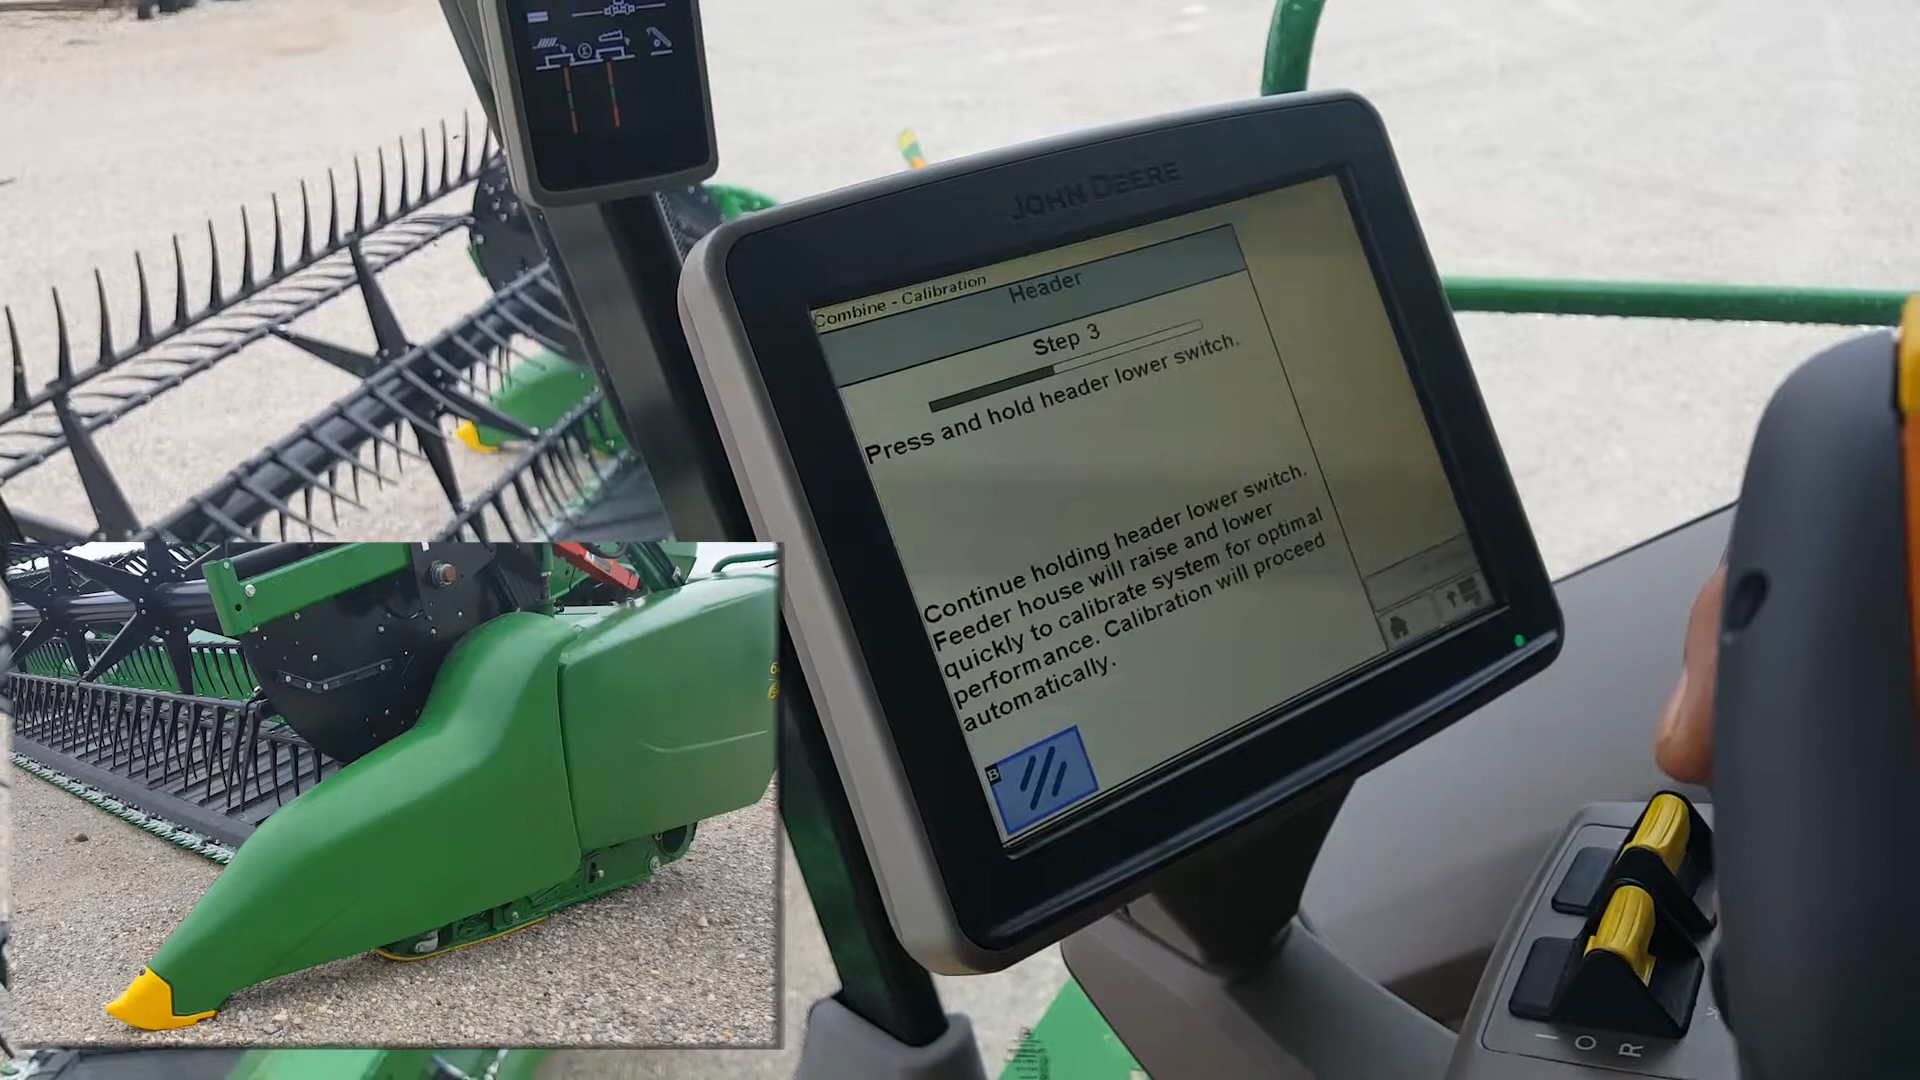 JOHN DEERE
Combine - Calibration
Header
Step 3
Press and hold header lower switch.
Continue holding header lower switch.
Feeder house will raise and lower
quickly to calibrate system for optimal
performance. Calibration will proceed
automatically.
B
I O R
6